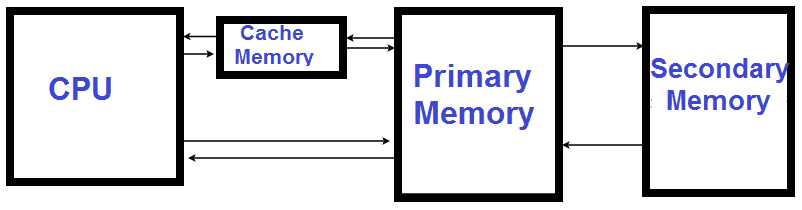 CPU
Cache
Memory
Primary
Memory
Secondary
Memory